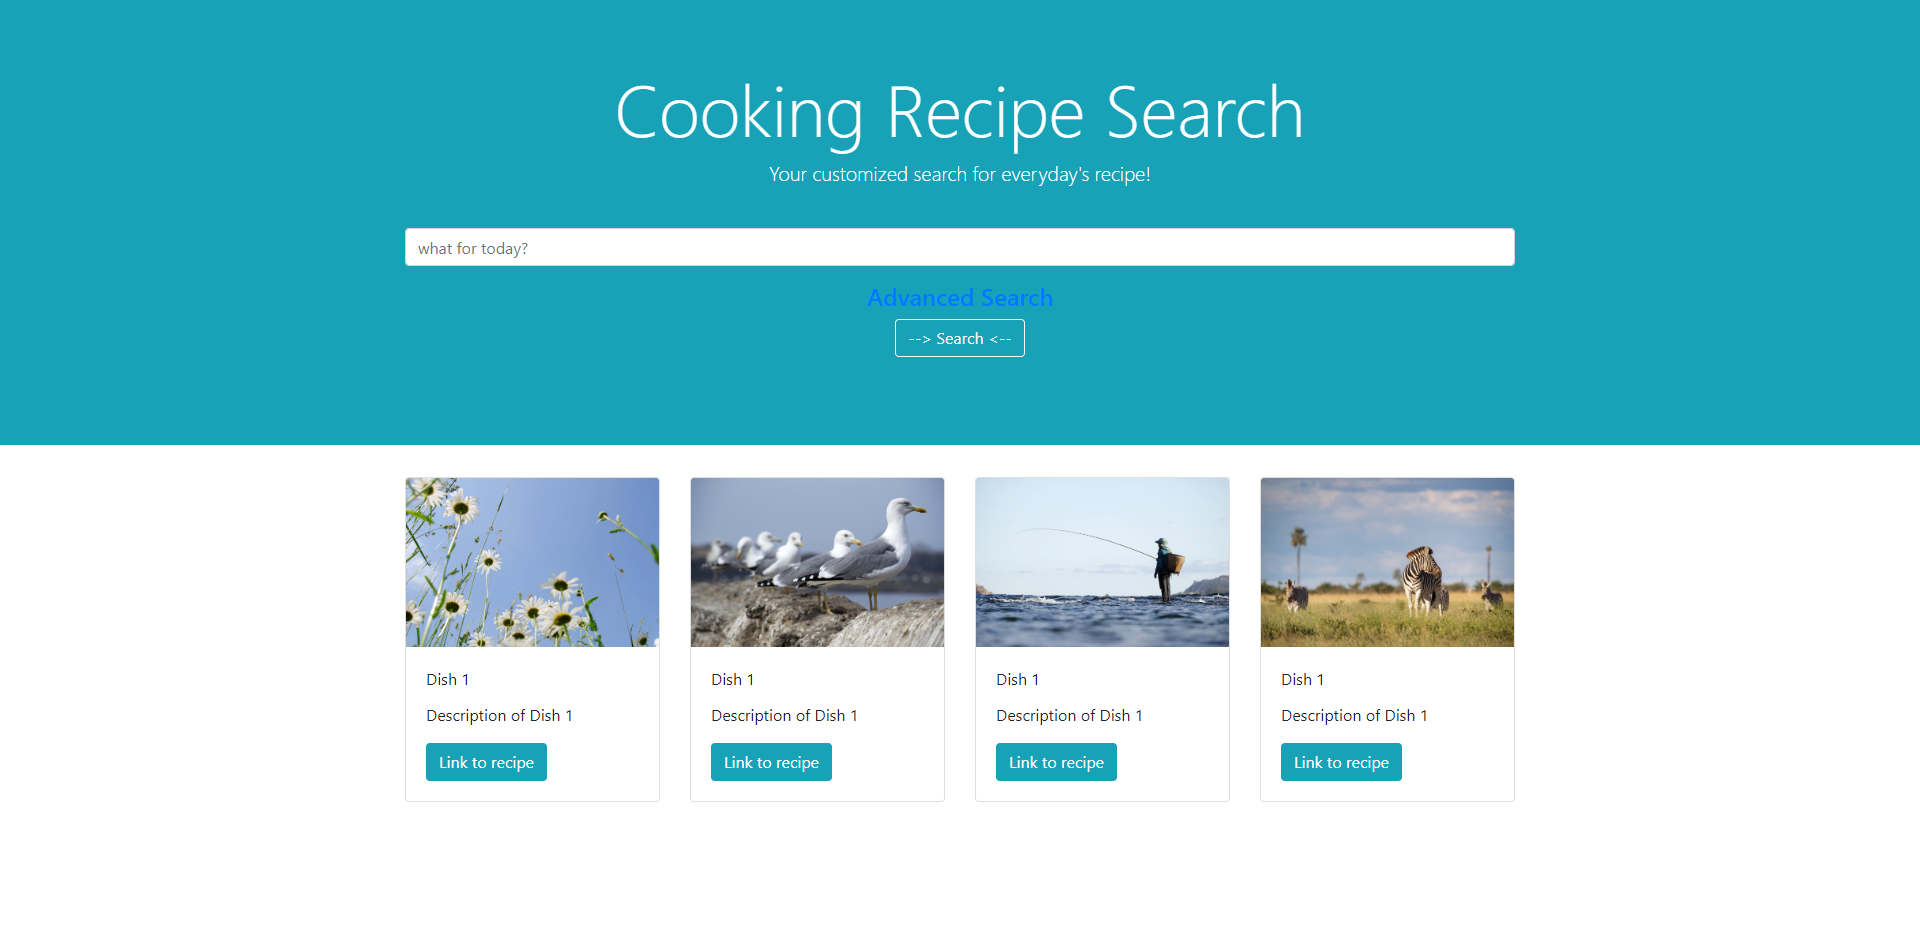 Cooking Recipe Search
Your customized search for everyday's recipe!
what for today?
Advanced Search
--> Search <--
Dish 1
Description of Dish 1
Link to recipe
Dish 1
Description of Dish 1
Link to recipe
Dish 1
Description of Dish 1
Link to recipe
Dish 1
Description of Dish 1
Link to recipe